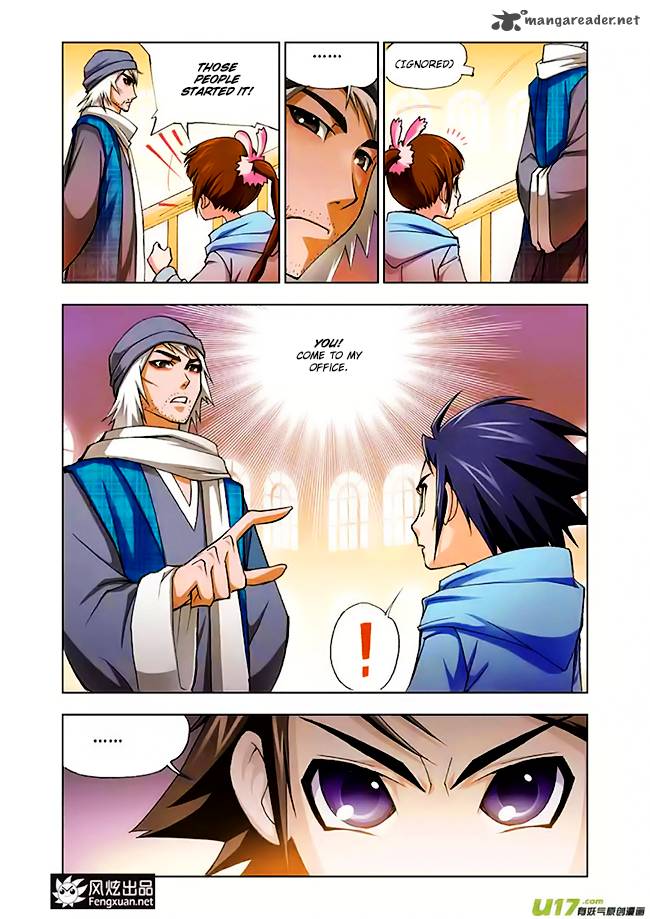 mangareader.net
THOSE
PEOPLE
STARTED IT!
......
(IGNORED)
YOU!
COME TO MY
OFFICE.
!
......
风炫出品
Fengxuan.net
U17.com
有妖气原创漫画